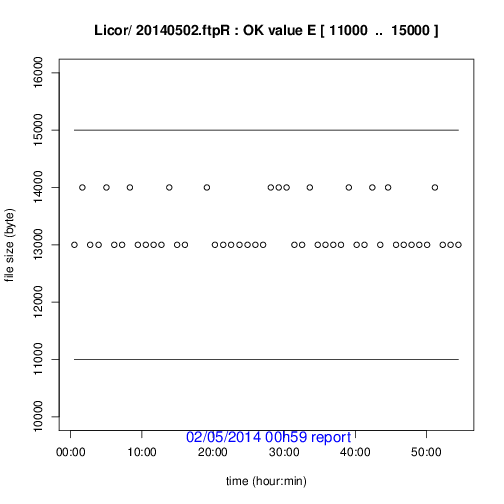 Licor/ 20140502.ftpR : OK value E [ 11000 .. 15000 ]
file size (byte)
16000
15000
14000
13000
12000
11000
10000
02/05/2014 00h59 report
00:00 10:00 20:00 30:00 40:00 50:00
time (hour:min)